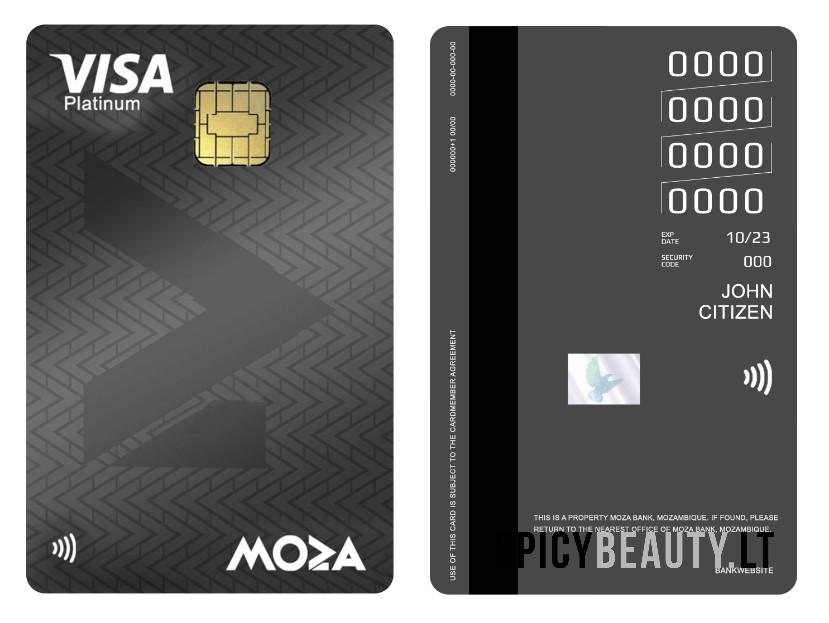 VISA
Platinum
MOZA
0000-00-000-00
000000+1 00/00
USE OF THIS CARD IS SUBJECT TO THE CARDMEMBER AGREEMENT
0000
0000
0000
0000
EXP DATE 10/23
SECURITY CODE 000
JOHN
CITIZEN
THIS IS A PROPERTY MOZA BANK, MOZAMBIQUE. IF FOUND, PLEASE
RETURN TO THE NEAREST OFFICE OF MOZA BANK, MOZAMBIQUE.
SPICYBEAUTY.LT
BANKWEBSITE